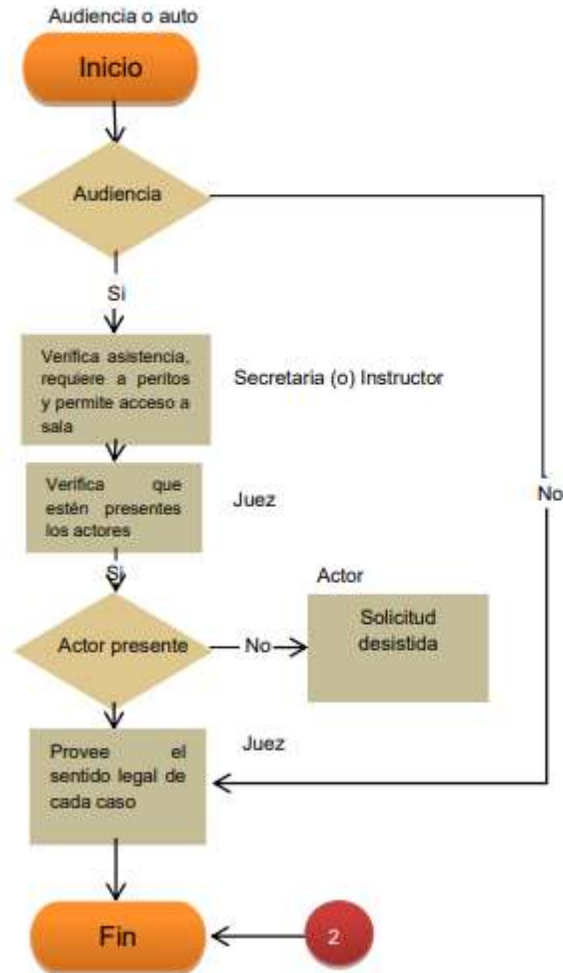 Audiencia o auto
Inicio
Audiencia
Si
Verifica asistencia,
requiere a peritos
y permite acceso a
sala
Secretaria (o) Instructor
Verifica que
estén presentes
los actores
Juez
No
Si
Actor
Actor presente
No
Solicitud
desistida
Provee el
sentido legal de
cada caso
Juez
Fin
2